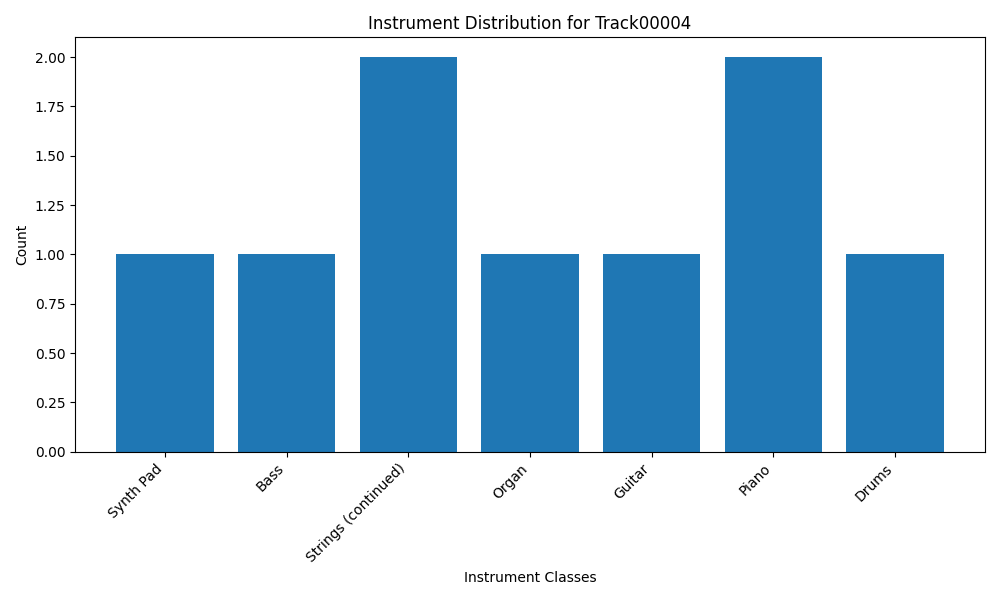 Instrument Distribution for Track00004
2.00
1.75
1.50
1.25
1.00
0.75
0.50
0.25
0.00
Count
Synth Pad
Bass
Strings (continued)
Organ
Guitar
Piano
Drums
Instrument Classes